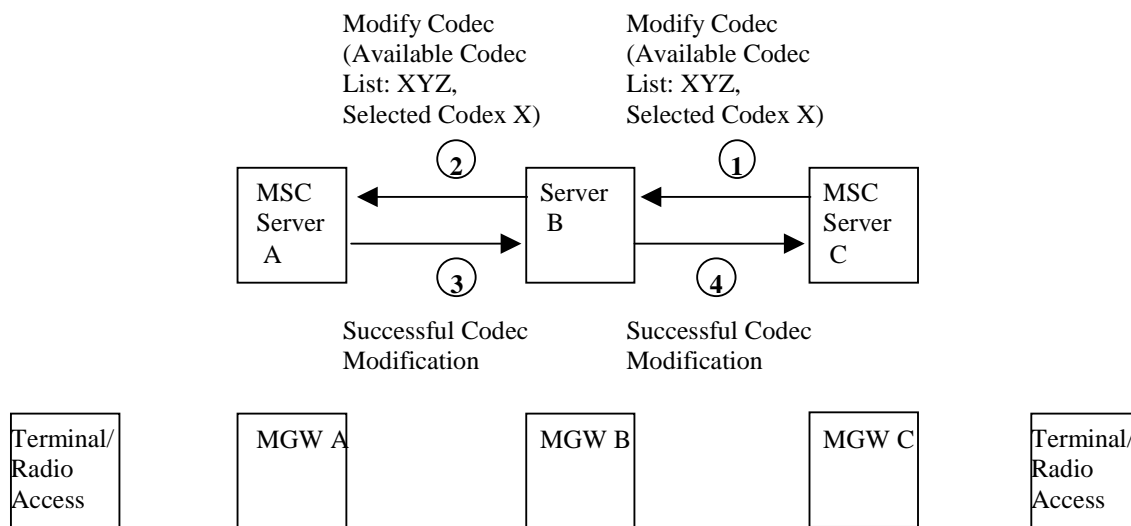 Modify Codec
(Available Codec
List: XYZ,
Selected Codex X)
Modify Codec
(Available Codec
List: XYZ,
Selected Codex X)
2
1
MSC
Server
A
Server
B
MSC
Server
C
3
4
Successful Codec
Modification
Successful Codec
Modification
Terminal/
Radio
Access
MGW A
MGW B
MGW C
Terminal/
Radio
Access